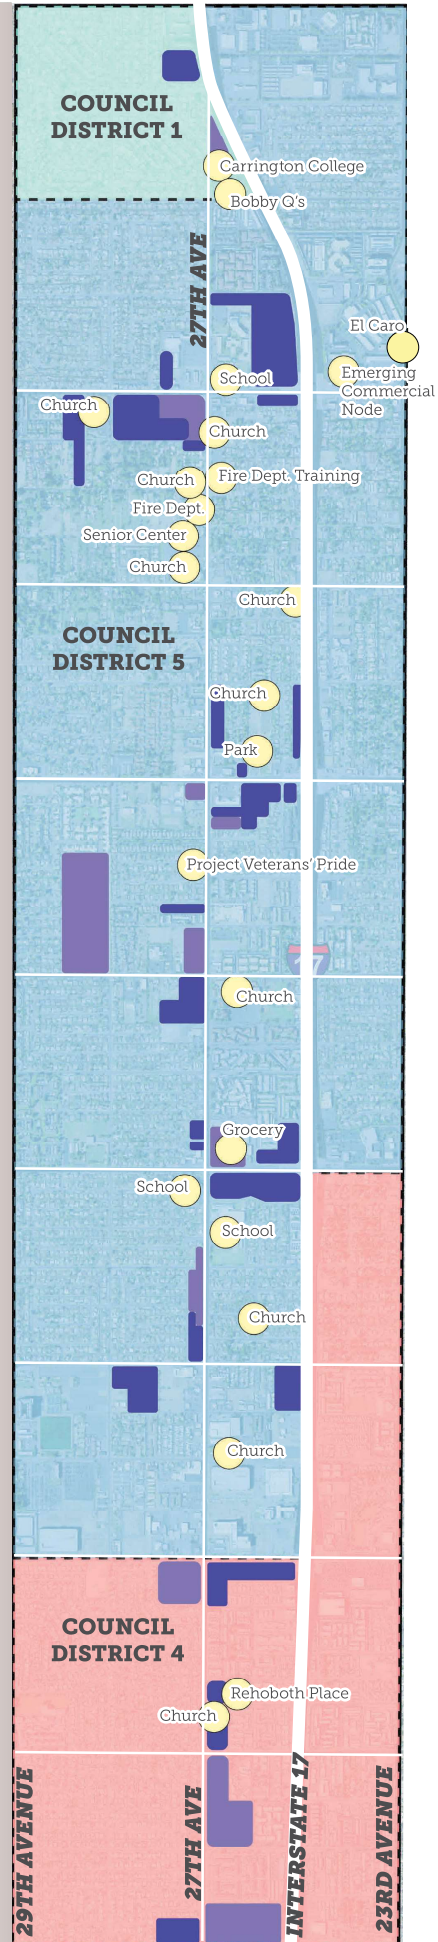 COUNCIL
DISTRICT 1
Carrington College
Bobby Q's
27TH AVE
El Caro
Emerging
Commercial
Node
School
Church
Church
Church
Fire Dept. Training
Fire Dept.
Senior Center
Church
Church
COUNCIL
DISTRICT 5
Church
Park
Project Veterans' Pride
17
Church
Grocery
School
School
Church
Church
COUNCIL
DISTRICT 4
Rehoboth Place
Church
29TH AVENUE
27TH AVE
INTERSTATE 17
23RD AVENUE